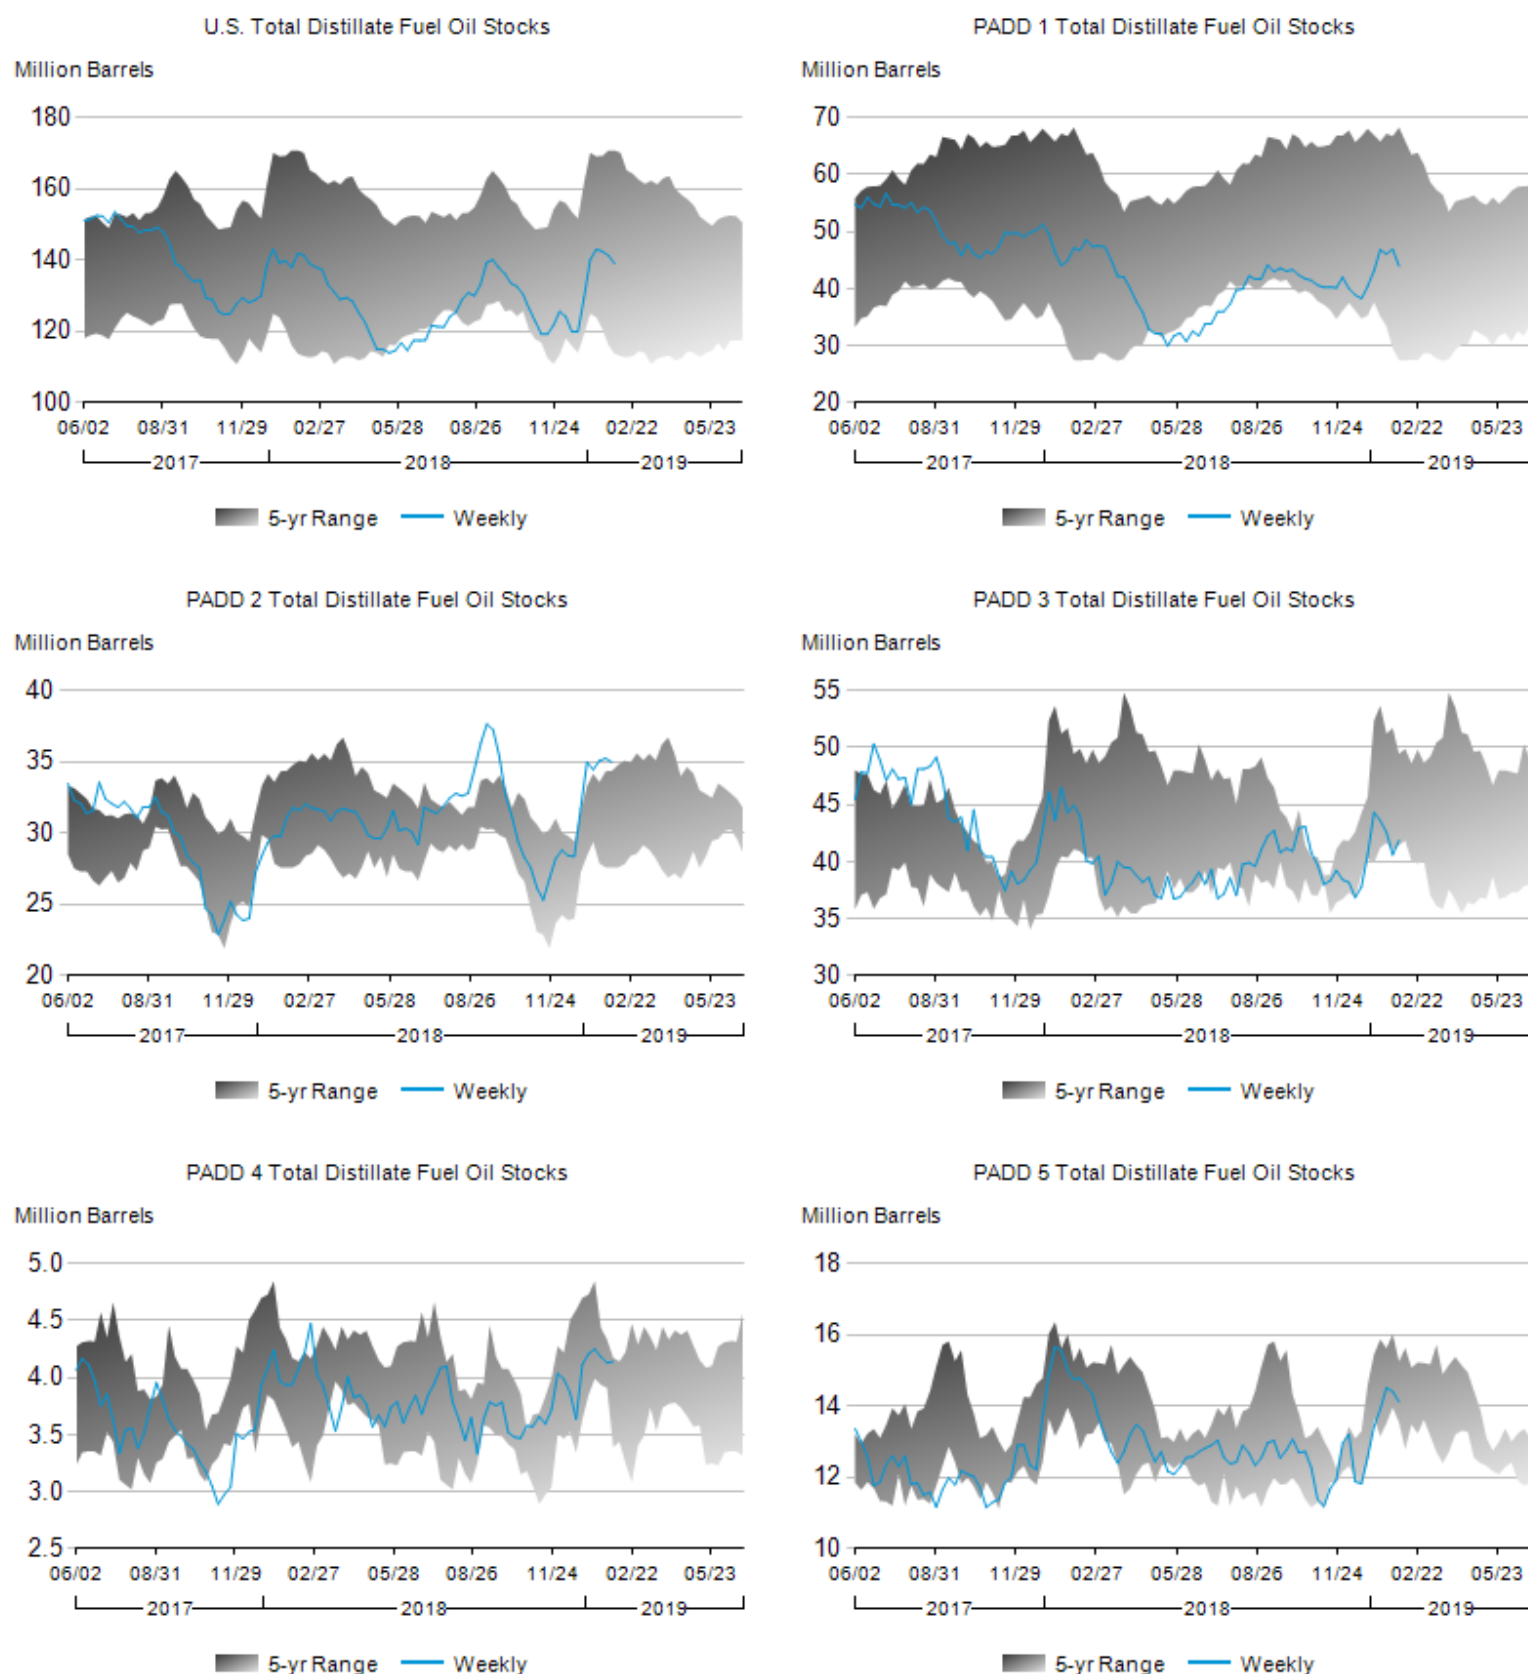 U.S. Total Distillate Fuel Oil Stocks
Million Barrels
180
160
140
120
100
06/02 08/31 11/29 02/27 05/28 08/26 11/24 02/22 05/23
2017 2018 2019
5-yr Range Weekly
PADD 1 Total Distillate Fuel Oil Stocks
Million Barrels
70
60
50
40
30
20
06/02 08/31 11/29 02/27 05/28 08/26 11/24 02/22 05/23
2017 2018 2019
5-yr Range Weekly
PADD 2 Total Distillate Fuel Oil Stocks
Million Barrels
40
35
30
25
20
06/02 08/31 11/29 02/27 05/28 08/26 11/24 02/22 05/23
2017 2018 2019
5-yr Range Weekly
PADD 3 Total Distillate Fuel Oil Stocks
Million Barrels
55
50
45
40
35
30
06/02 08/31 11/29 02/27 05/28 08/26 11/24 02/22 05/23
2017 2018 2019
5-yr Range Weekly
PADD 4 Total Distillate Fuel Oil Stocks
Million Barrels
5.0
4.5
4.0
3.5
3.0
2.5
06/02 08/31 11/29 02/27 05/28 08/26 11/24 02/22 05/23
2017 2018 2019
5-yr Range Weekly
PADD 5 Total Distillate Fuel Oil Stocks
Million Barrels
18
16
14
12
10
06/02 08/31 11/29 02/27 05/28 08/26 11/24 02/22 05/23
2017 2018 2019
5-yr Range Weekly